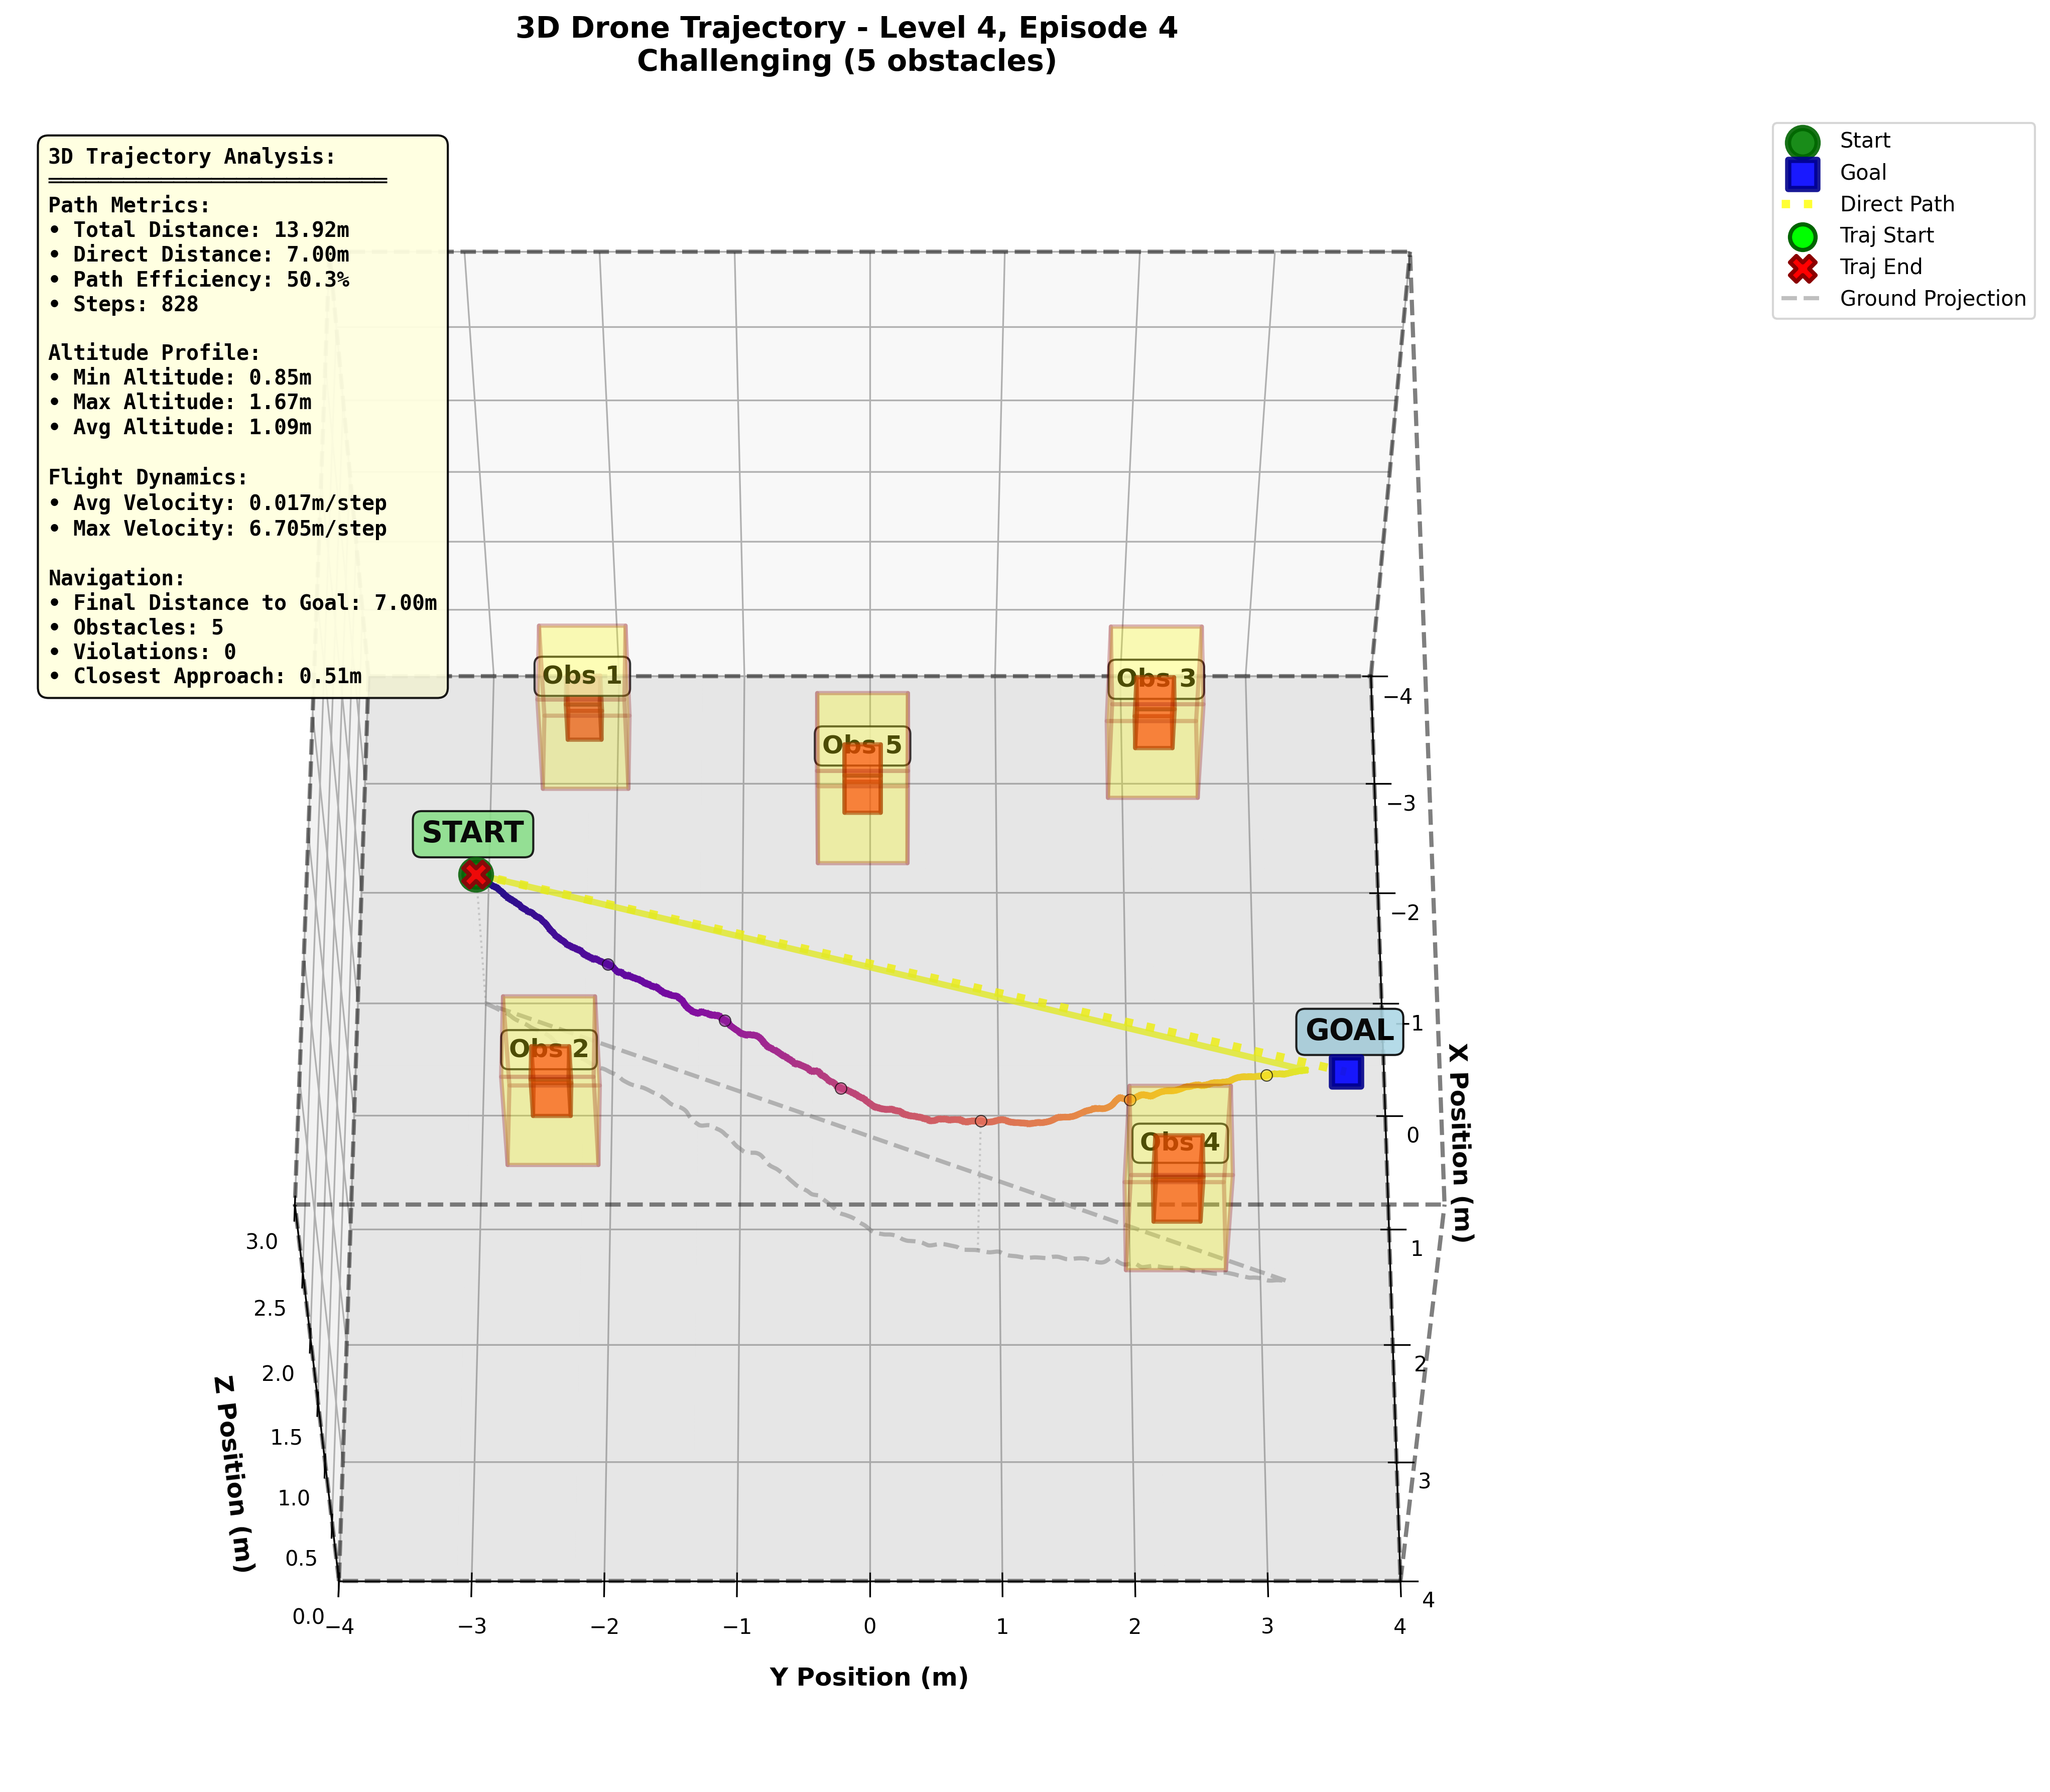 3D Drone Trajectory - Level 4, Episode 4
Challenging (5 obstacles)
3D Trajectory Analysis:
Path Metrics:
• Total Distance: 13.92m
• Direct Distance: 7.00m
• Path Efficiency: 50.3%
• Steps: 828
Altitude Profile:
• Min Altitude: 0.85m
• Max Altitude: 1.67m
• Avg Altitude: 1.09m
Flight Dynamics:
• Avg Velocity: 0.017m/step
• Max Velocity: 6.705m/step
Navigation:
• Final Distance to Goal: 7.00m
• Obstacles: 5
• Violations: 0
• Closest Approach: 0.51m
Start
Goal
Direct Path
Traj Start
Traj End
Ground Projection
Obs 1
Obs 3
Obs 5
START
GOAL
Obs 2
Obs 4
−4
−3
−2
−1
0
1
2
3
4
X Position (m)
3.0
2.5
2.0
1.5
1.0
0.5
0.0
Z Position (m)
−4
−3
−2
−1
0
1
2
3
4
Y Position (m)